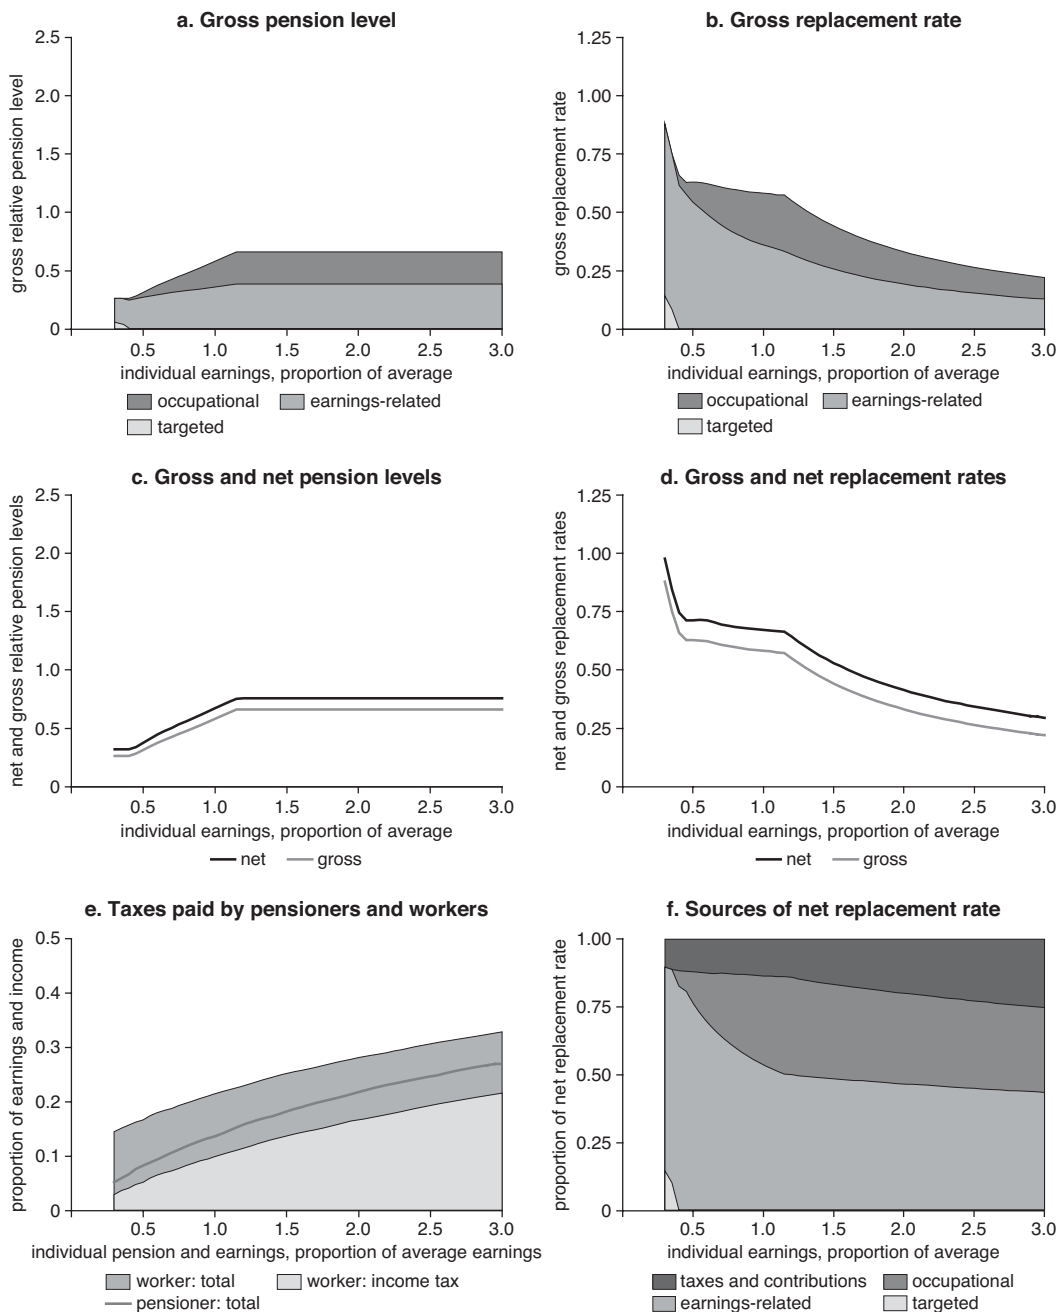 a. Gross pension level
gross relative pension level
2.5
2.0
1.5
1.0
0.5
0
0.5 1.0 1.5 2.0 2.5 3.0
individual earnings, proportion of average
occupational earnings-related
targeted
b. Gross replacement rate
gross replacement rate
1.25
1.00
0.75
0.50
0.25
0
0.5 1.0 1.5 2.0 2.5 3.0
individual earnings, proportion of average
occupational earnings-related
targeted
c. Gross and net pension levels
net and gross relative pension levels
2.5
2.0
1.5
1.0
0.5
0
0.5 1.0 1.5 2.0 2.5 3.0
individual earnings, proportion of average
net gross
d. Gross and net replacement rates
net and gross replacement rates
1.25
1.00
0.75
0.50
0.25
0
0.5 1.0 1.5 2.0 2.5 3.0
individual earnings, proportion of average
net gross
e. Taxes paid by pensioners and workers
proportion of earnings and income
0.5
0.4
0.3
0.2
0.1
0
0.5 1.0 1.5 2.0 2.5 3.0
individual pension and earnings, proportion of average earnings
worker: total worker: income tax
pensioner: total
f. Sources of net replacement rate
proportion of net replacement rate
1.00
0.75
0.50
0.25
0
0.5 1.0 1.5 2.0 2.5 3.0
individual earnings, proportion of average
taxes and contributions occupational
earnings-related targeted